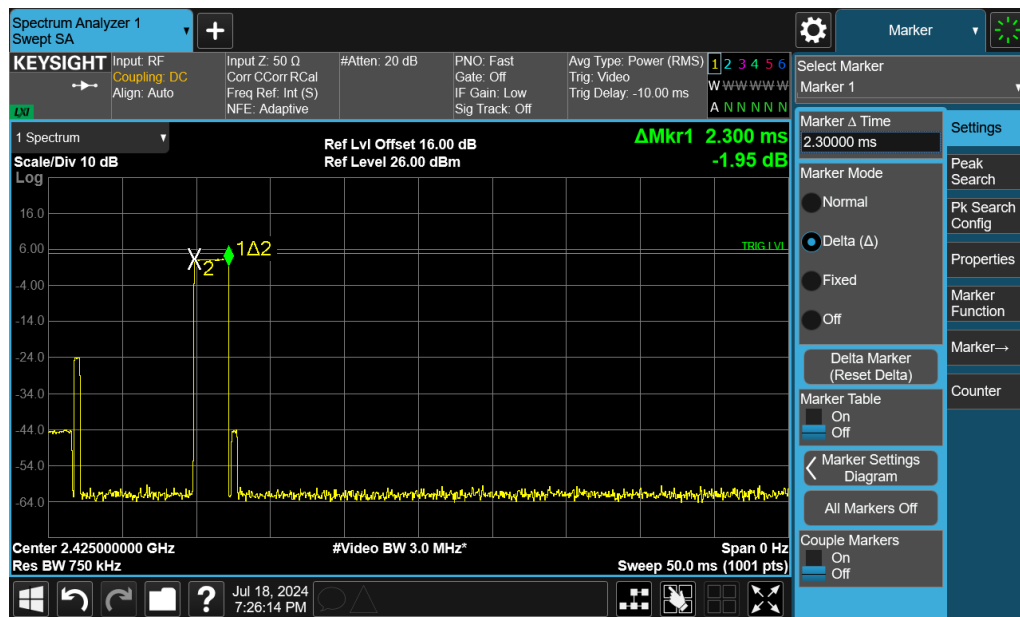 Spectrum Analyzer 1
Swept SA
+
Marker
KEYSIGHT
Input: RF
Coupling: DC
Align: Auto
Input Z: 50 Ω
Corr CCorr RCal
Freq Ref: Int (S)
NFE: Adaptive
#Atten: 20 dB
PNO: Fast
Gate: Off
IF Gain: Low
Sig Track: Off
Avg Type: Power (RMS)
Trig: Video
Trig Delay: -10.00 ms
1 2 3 4 5 6
W W W W W W
A N N N N N
LXI
Select Marker
Marker 1
1 Spectrum
Scale/Div 10 dB
Log
Ref Lvl Offset 16.00 dB
Ref Level 26.00 dBm
ΔMkr1 2.300 ms
-1.95 dB
16.0
6.00
-4.00
-14.0
-24.0
-34.0
-44.0
-54.0
-64.0
X
2
1Δ2
TRIG LVL
Center 2.425000000 GHz
Res BW 750 kHz
#Video BW 3.0 MHz*
Span 0 Hz
Sweep 50.0 ms (1001 pts)
Marker Δ Time
2.30000 ms
Marker Mode
Normal
Delta (Δ)
Fixed
Off
Delta Marker
(Reset Delta)
Marker Table
On
Off
Marker Settings
Diagram
All Markers Off
Couple Markers
On
Off
Settings
Peak
Search
Pk Search
Config
Properties
Marker
Function
Marker→
Counter
?
Jul 18, 2024
7:26:14 PM